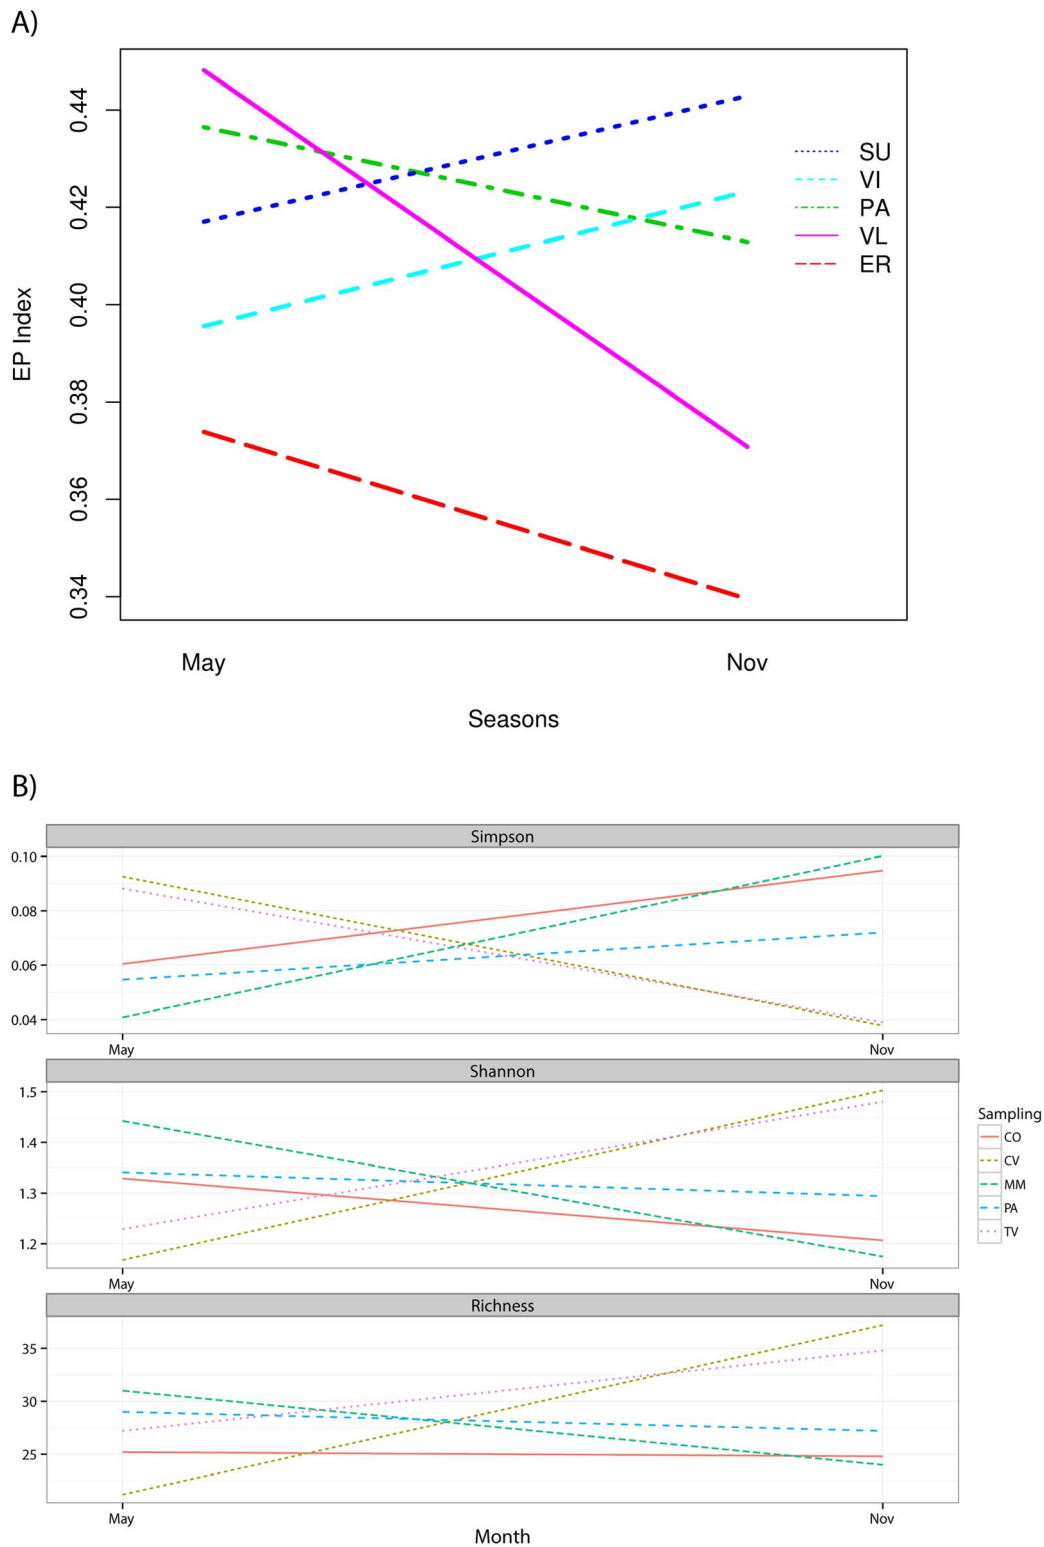 A)
0.44
0.42
0.40
0.38
0.36
0.34
EP Index
SU
VI
PA
VL
ER
May Nov
Seasons
B)
Simpson
0.10
0.08
0.06
0.04
May Nov
Shannon
1.5
1.4
1.3
1.2
May Nov
Sampling
CO
CV
MM
PA
TV
Richness
35
30
25
May Nov
Month